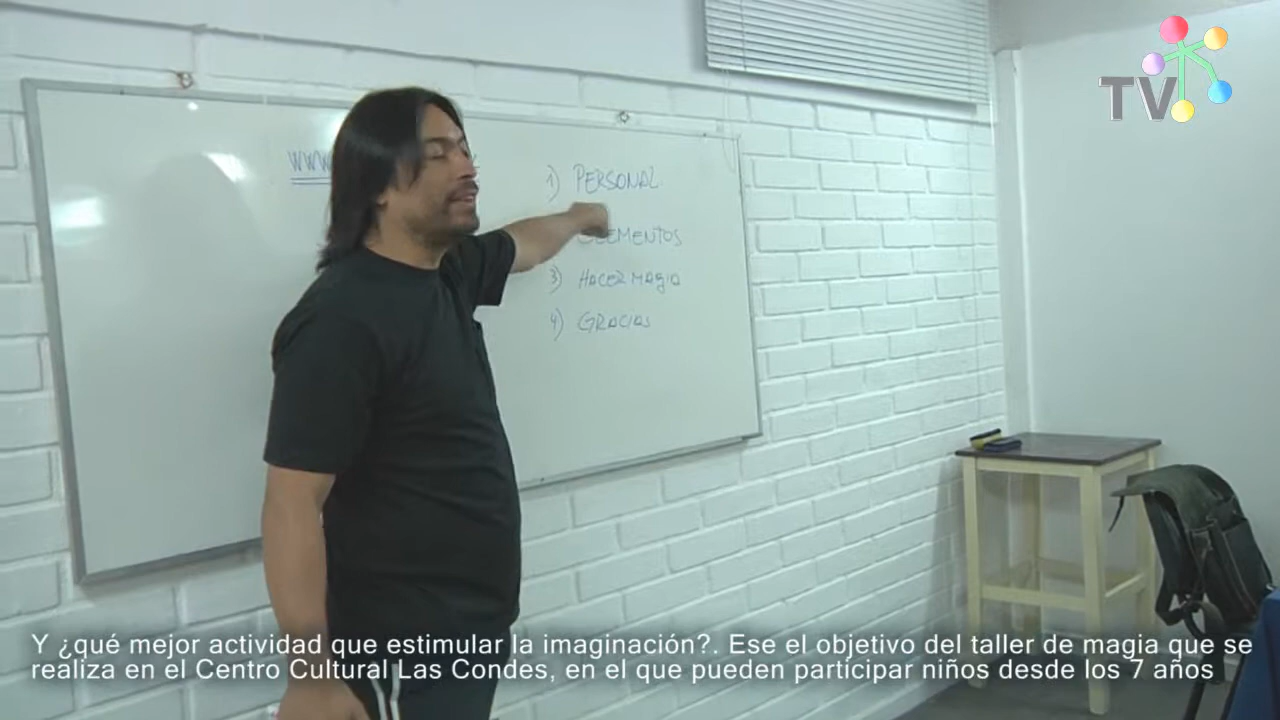 TV
WWW
1) PERSONAL
ELEMENTOS
3) HACER MAGIA
4) GRACIAS
Y ¿qué mejor actividad que estimular la imaginación?. Ese el objetivo del taller de magia que se
realiza en el Centro Cultural Las Condes, en el que pueden participar niños desde los 7 años